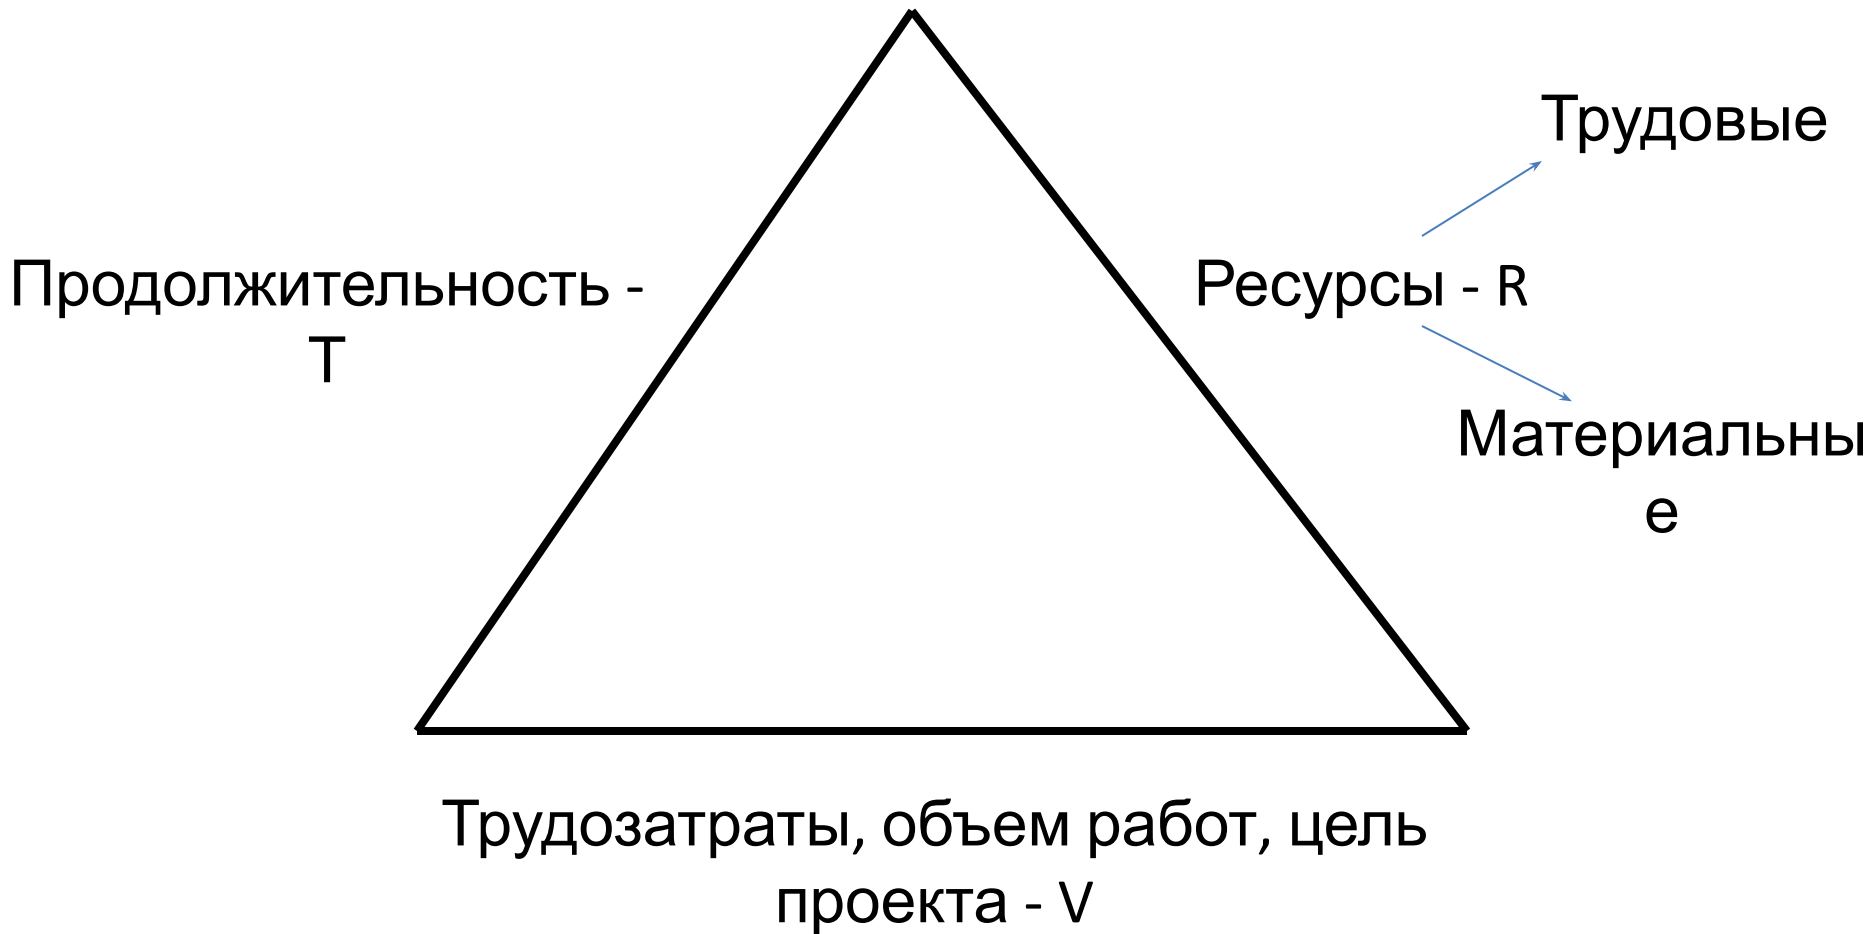 Трудовые
Продолжительность -
Т
Ресурсы - R
Материальны
е
Трудозатраты, объем работ, цель
проекта - V